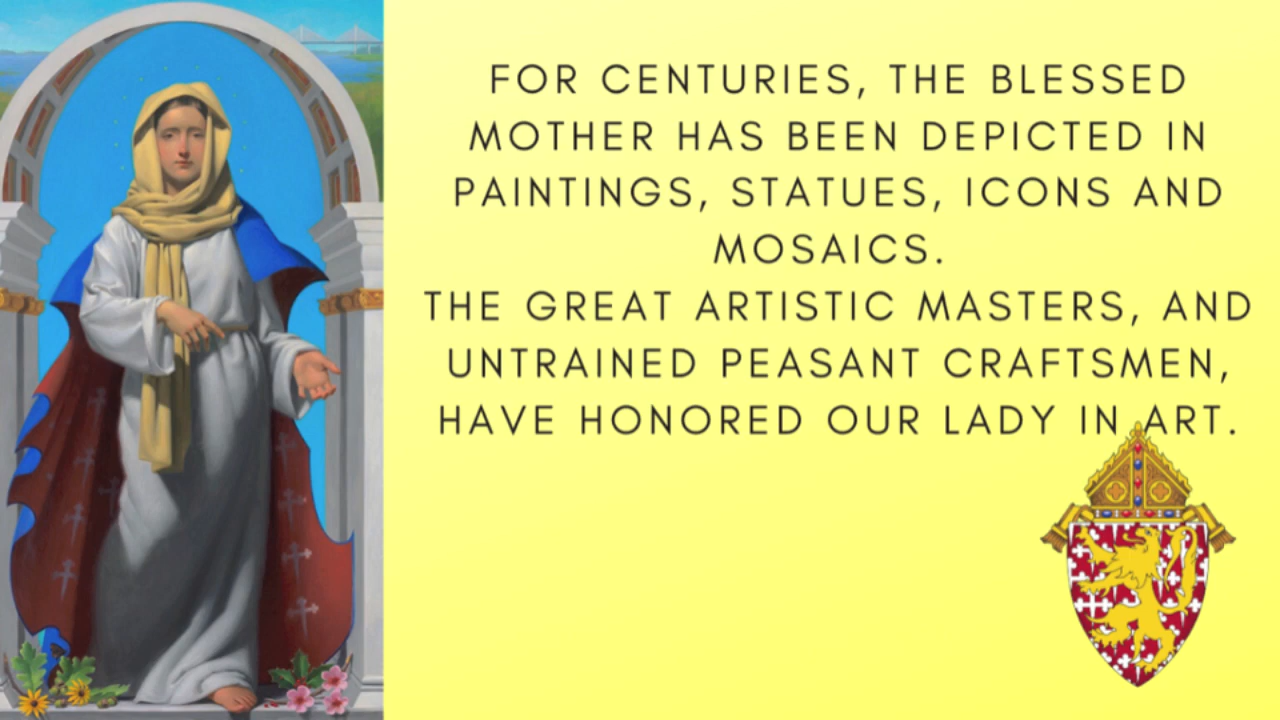 FOR CENTURIES, THE BLESSED
MOTHER HAS BEEN DEPICTED IN
PAINTINGS, STATUES, ICONS AND
MOSAICS.
THE GREAT ARTISTIC MASTERS, AND
UNTRAINED PEASANT CRAFTSMEN,
HAVE HONORED OUR LADY IN ART.